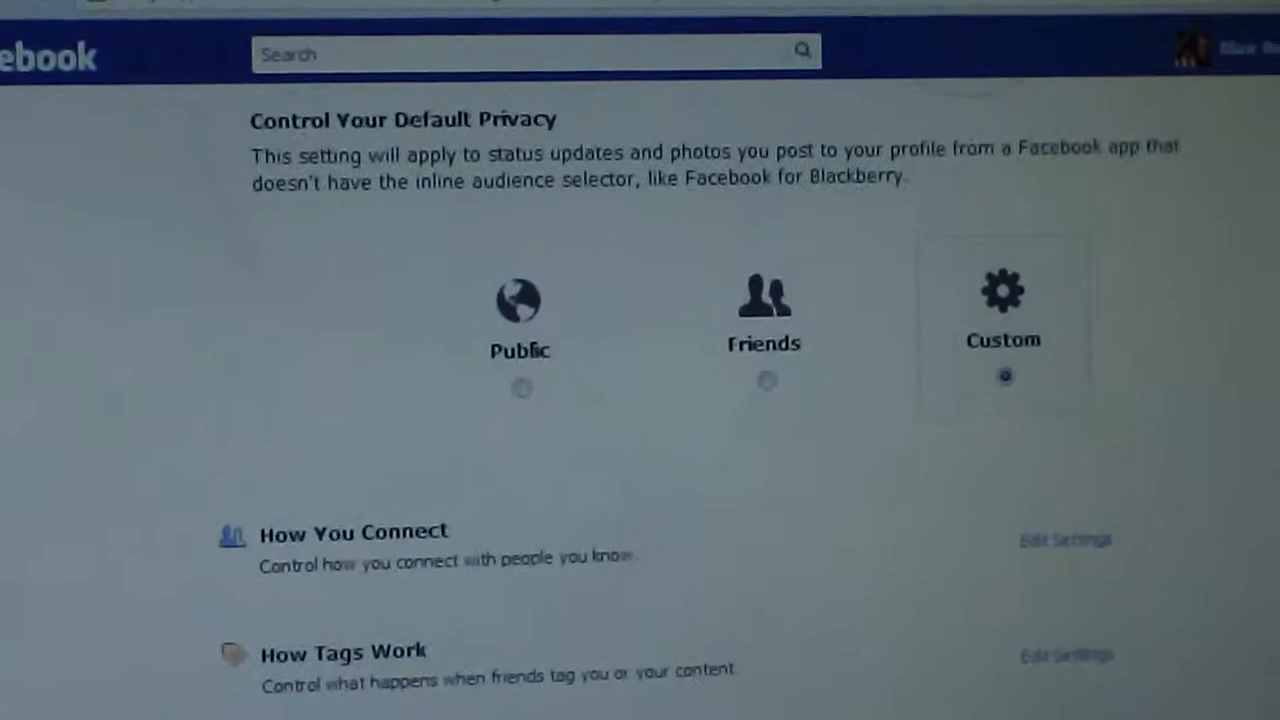 ebook
Search
Control Your Default Privacy
This setting will apply to status updates and photos you post to your profile from a Facebook app that
doesn't have the inline audience selector, like Facebook for Blackberry.
Public
Friends
Custom
How You Connect
Edit Settings
Control how you connect with people you know.
How Tags Work
Edit Settings
Control what happens when friends tag you or your content.